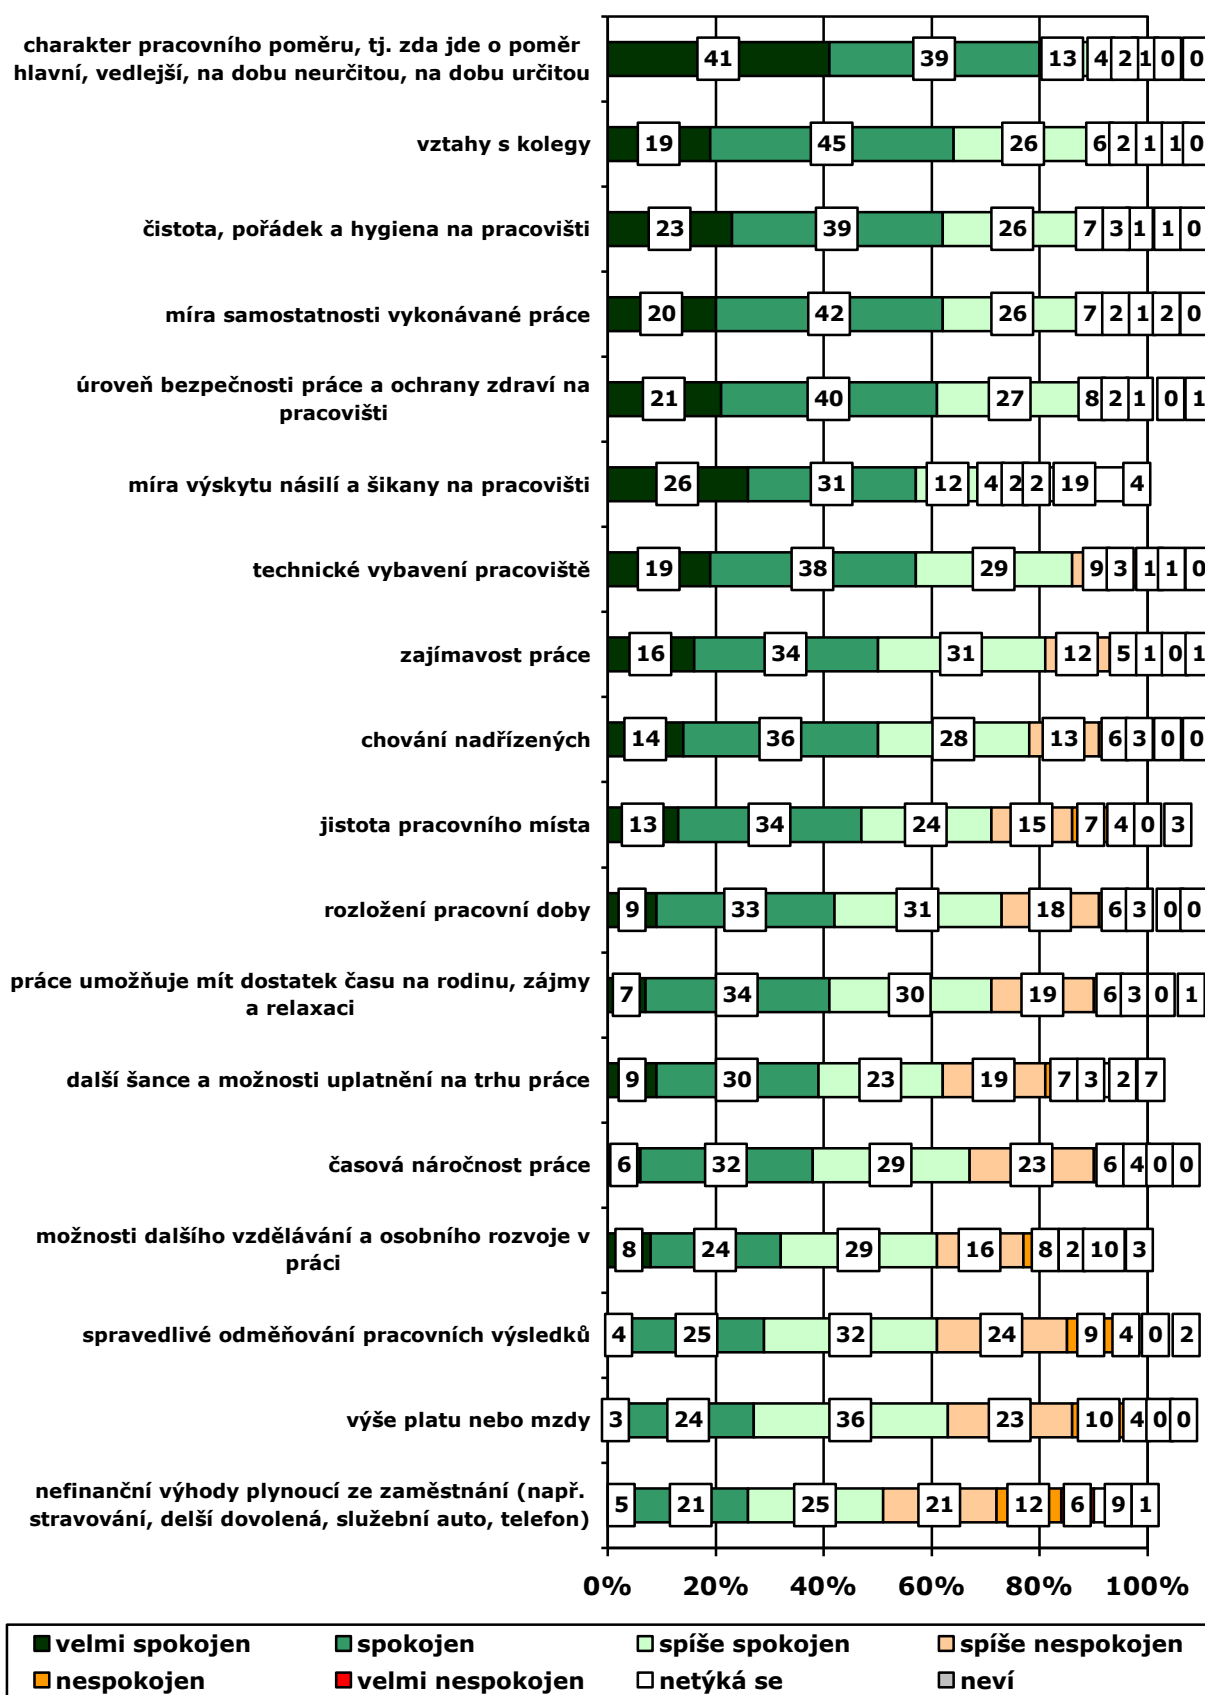 charakter pracovního poměru, tj. zda jde o poměr
hlavní, vedlejší, na dobu neurčitou, na dobu určitou
41 39 13 4 2 1 0 0
vztahy s kolegy
19 45 26 6 2 1 1 0
čistota, pořádek a hygiena na pracovišti
23 39 26 7 3 1 1 0
míra samostatnosti vykonávané práce
20 42 26 7 2 1 2 0
úroveň bezpečnosti práce a ochrany zdraví na
pracovišti
21 40 27 8 2 1 0 1
míra výskytu násilí a šikany na pracovišti
26 31 12 4 2 2 19 4
technické vybavení pracoviště
19 38 29 9 3 1 1 0
zajímavost práce
16 34 31 12 5 1 0 1
chování nadřízených
14 36 28 13 6 3 0 0
jistota pracovního místa
13 34 24 15 7 4 0 3
rozložení pracovní doby
9 33 31 18 6 3 0 0
práce umožňuje mít dostatek času na rodinu, zájmy
a relaxaci
7 34 30 19 6 3 0 1
další šance a možnosti uplatnění na trhu práce
9 30 23 19 7 3 2 7
časová náročnost práce
6 32 29 23 6 4 0 0
možnosti dalšího vzdělávání a osobního rozvoje v
práci
8 24 29 16 8 2 10 3
spravedlivé odměňování pracovních výsledků
4 25 32 24 9 4 0 2
výše platu nebo mzdy
3 24 36 23 10 4 0 0
nefinanční výhody plynoucí ze zaměstnání (např.
stravování, delší dovolená, služební auto, telefon)
5 21 25 21 12 6 9 1
0% 20% 40% 60% 80% 100%
velmi spokojen spokojen spíše spokojen spíše nespokojen
nespokojen velmi nespokojen netýká se neví